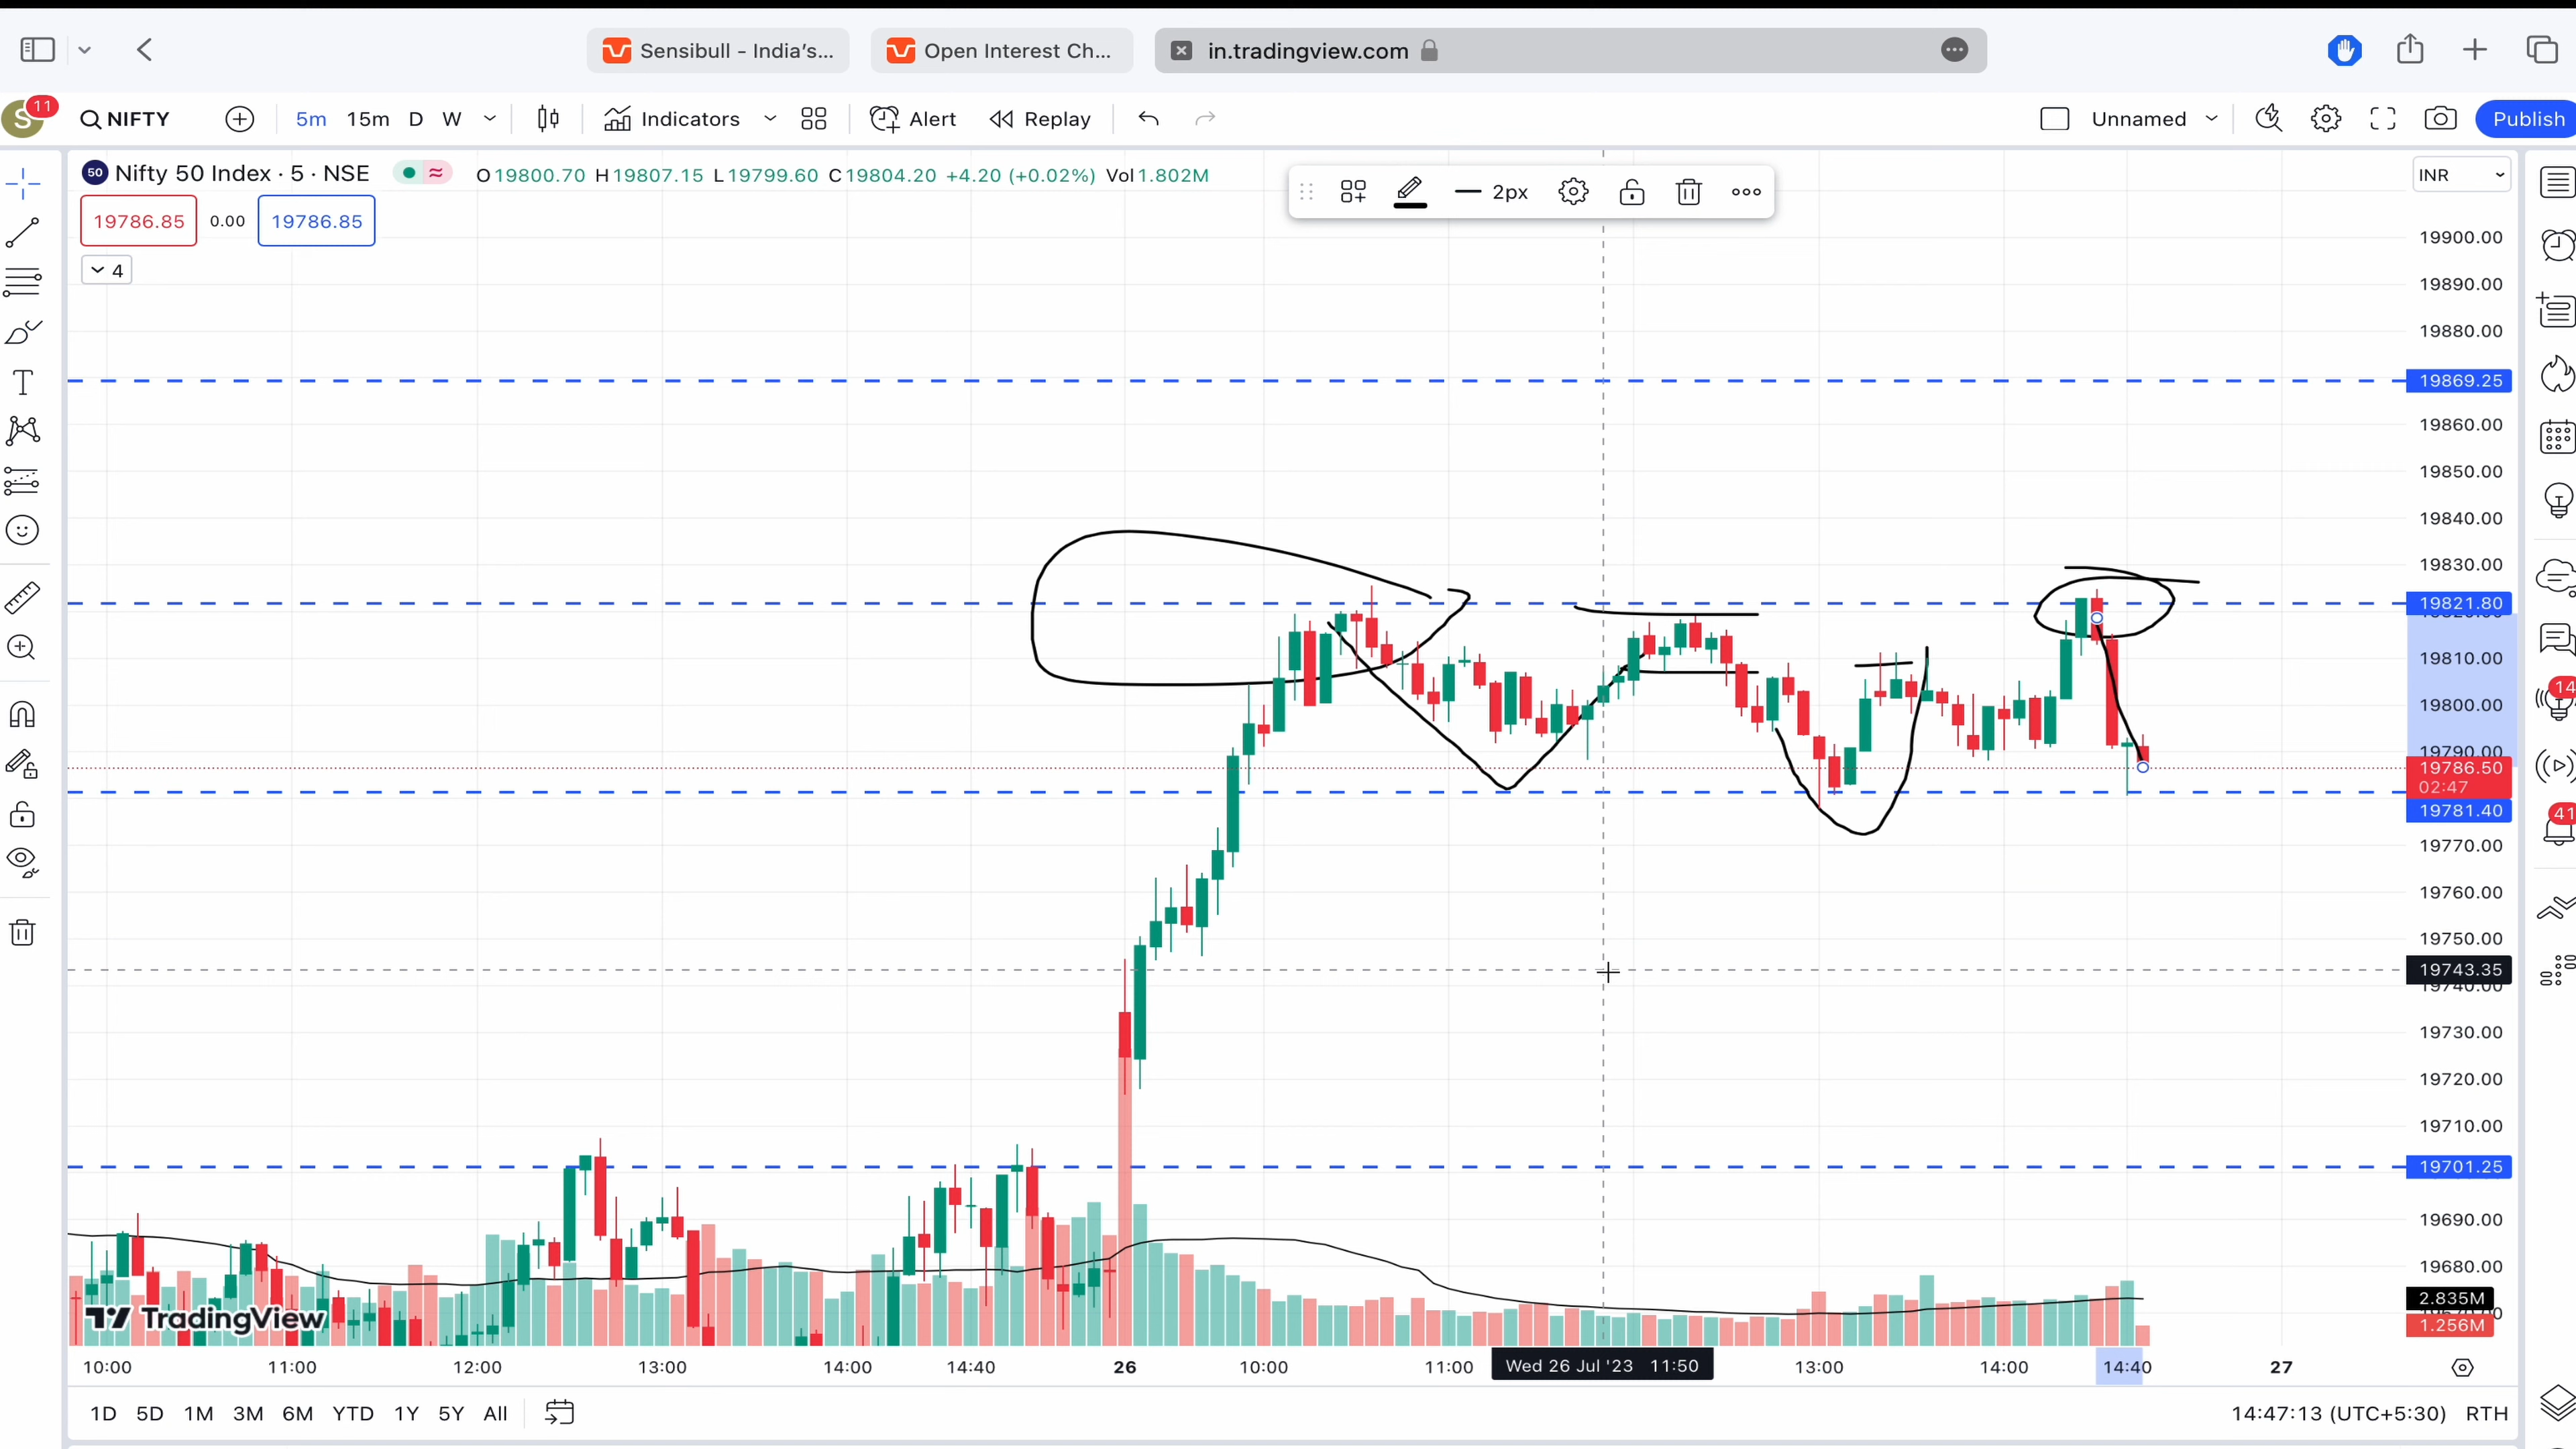 Sensibull - India's...
Open Interest Ch...
in.tradingview.com
S
11
NIFTY
5m 15m D W
Indicators
Alert
Replay
Unnamed
Publish
50
Nifty 50 Index · 5 · NSE
O19800.70 H19807.15 L19799.60 C19804.20 +4.20 (+0.02%) Vol1.802M
2px
INR
19786.85
0.00
19786.85
4
19900.00
19890.00
19880.00
19869.25
19860.00
19850.00
19840.00
19830.00
19821.80
19810.00
14
19800.00
19790.00
19786.50
02:47
19781.40
41
19770.00
19760.00
19750.00
19743.35
19740.00
19730.00
19720.00
19710.00
19701.25
19690.00
19680.00
2.835M
1.256M
TradingView
10:00 11:00 12:00 13:00 14:00 14:40 26 10:00 11:00 Wed 26 Jul '23 11:50 13:00 14:00 14:40 27
1D 5D 1M 3M 6M YTD 1Y 5Y All
14:47:13 (UTC+5:30) RTH